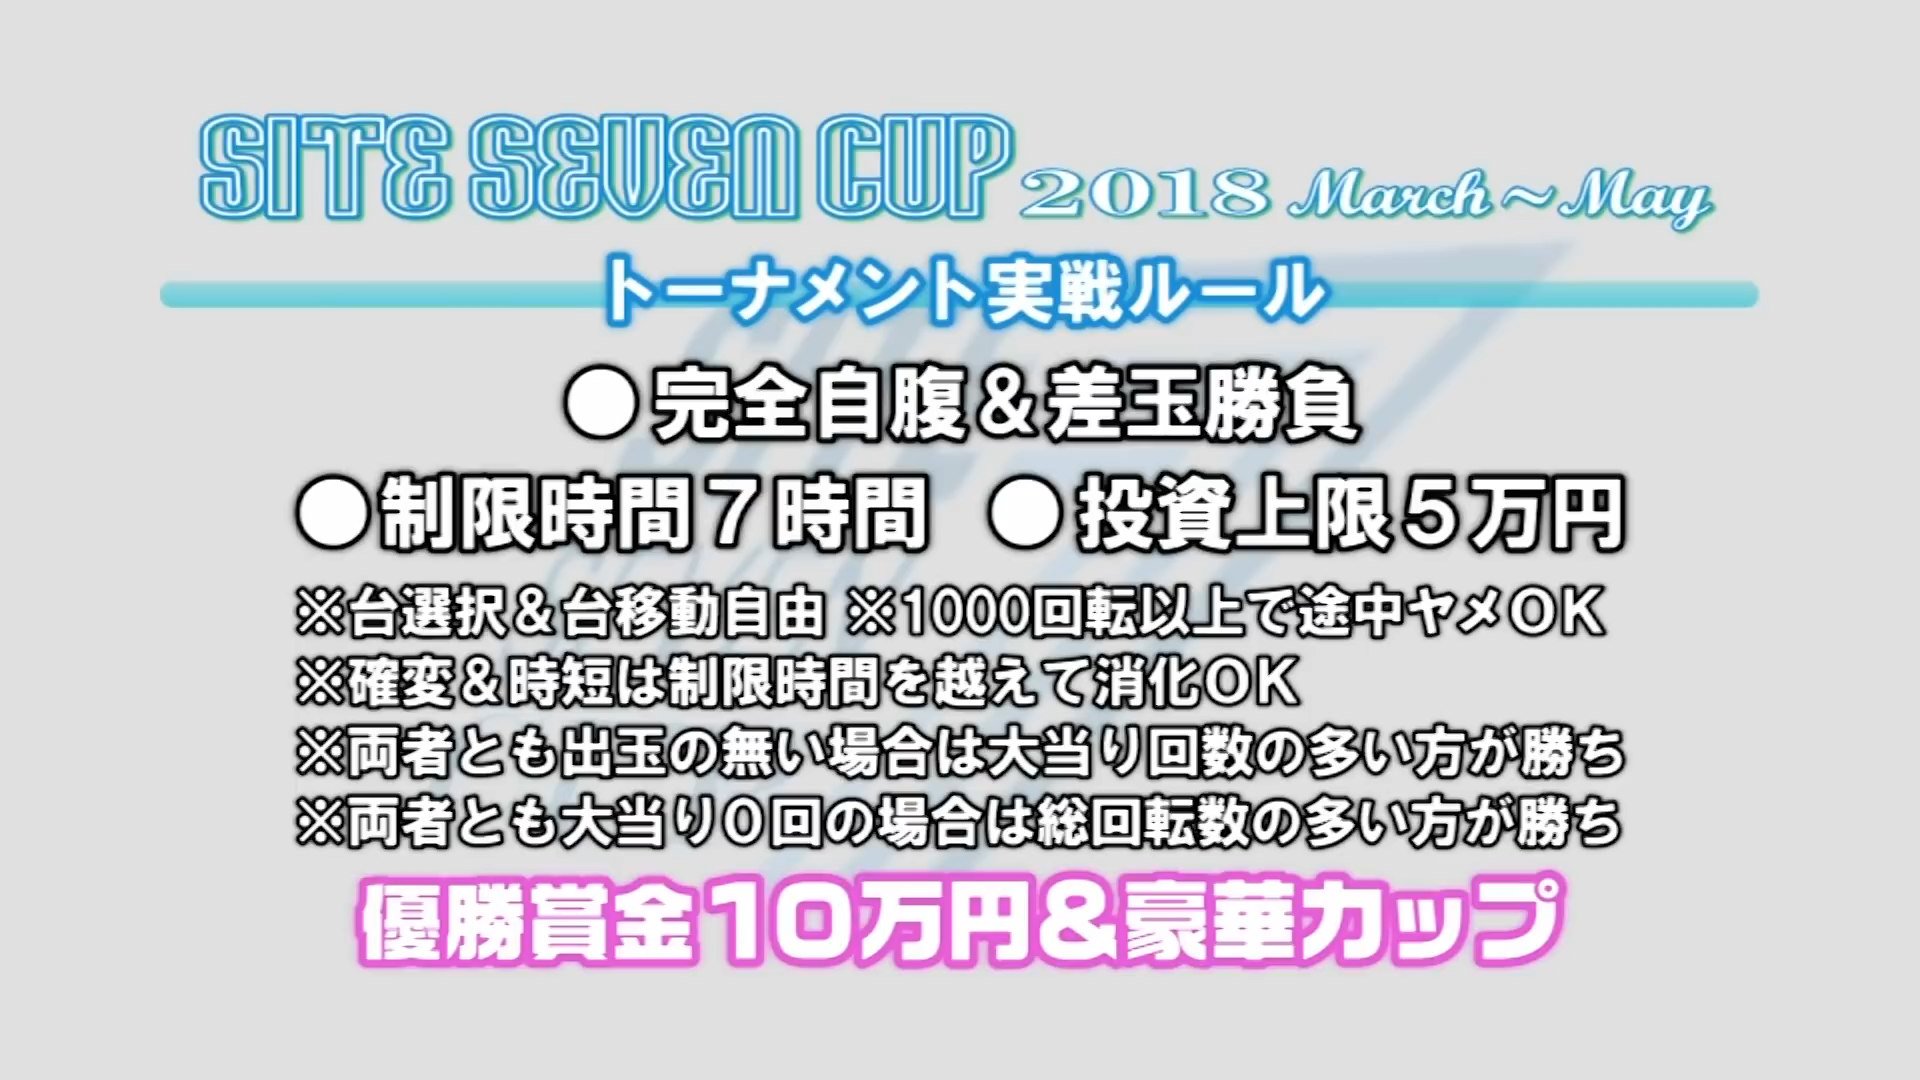 SITE SEVEN CUP 2018 March～May
トーナメント実戦ルール
●完全自腹＆差玉勝負
●制限時間７時間 ●投資上限５万円
※台選択＆台移動自由 ※1000回転以上で途中ヤメＯＫ
※確変＆時短は制限時間を越えて消化ＯＫ
※両者とも出玉の無い場合は大当り回数の多い方が勝ち
※両者とも大当り０回の場合は総回転数の多い方が勝ち
優勝賞金10万円&豪華カップ